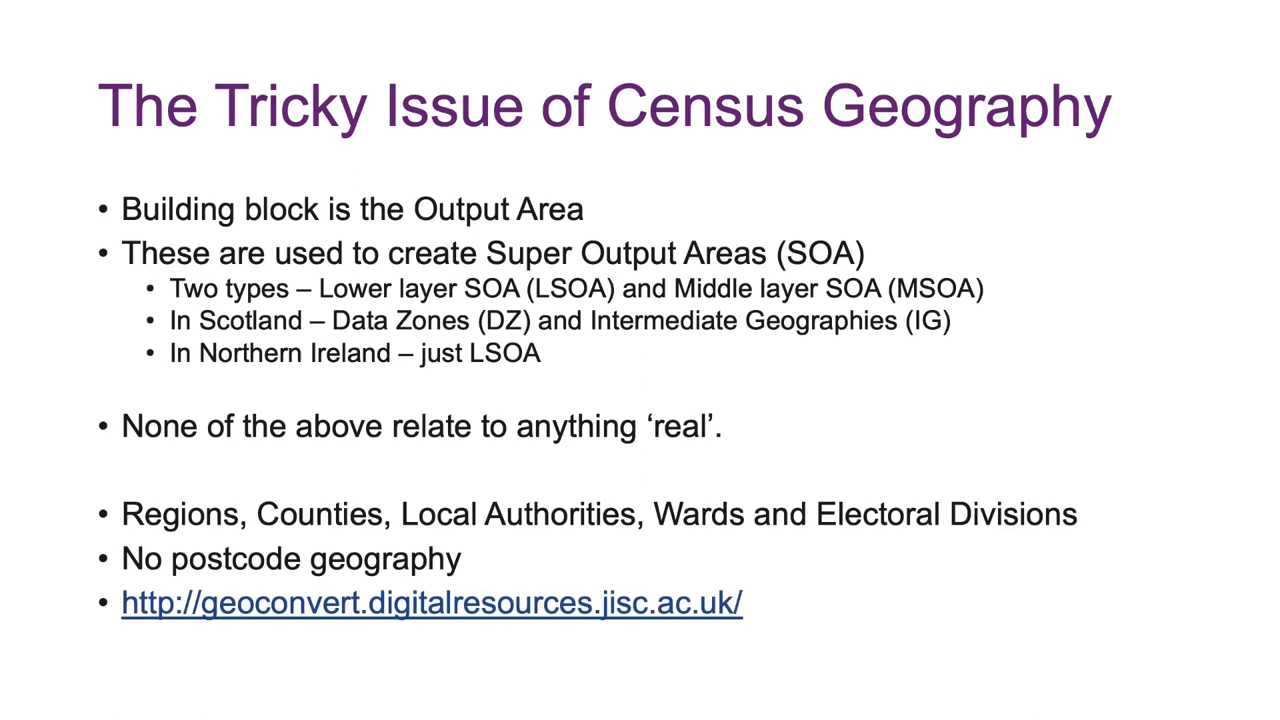 The Tricky Issue of Census Geography
• Building block is the Output Area
• These are used to create Super Output Areas (SOA)
• Two types – Lower layer SOA (LSOA) and Middle layer SOA (MSOA)
• In Scotland – Data Zones (DZ) and Intermediate Geographies (IG)
• In Northern Ireland – just LSOA
• None of the above relate to anything ‘real’.
• Regions, Counties, Local Authorities, Wards and Electoral Divisions
• No postcode geography
• http://geoconvert.digitalresources.jisc.ac.uk/